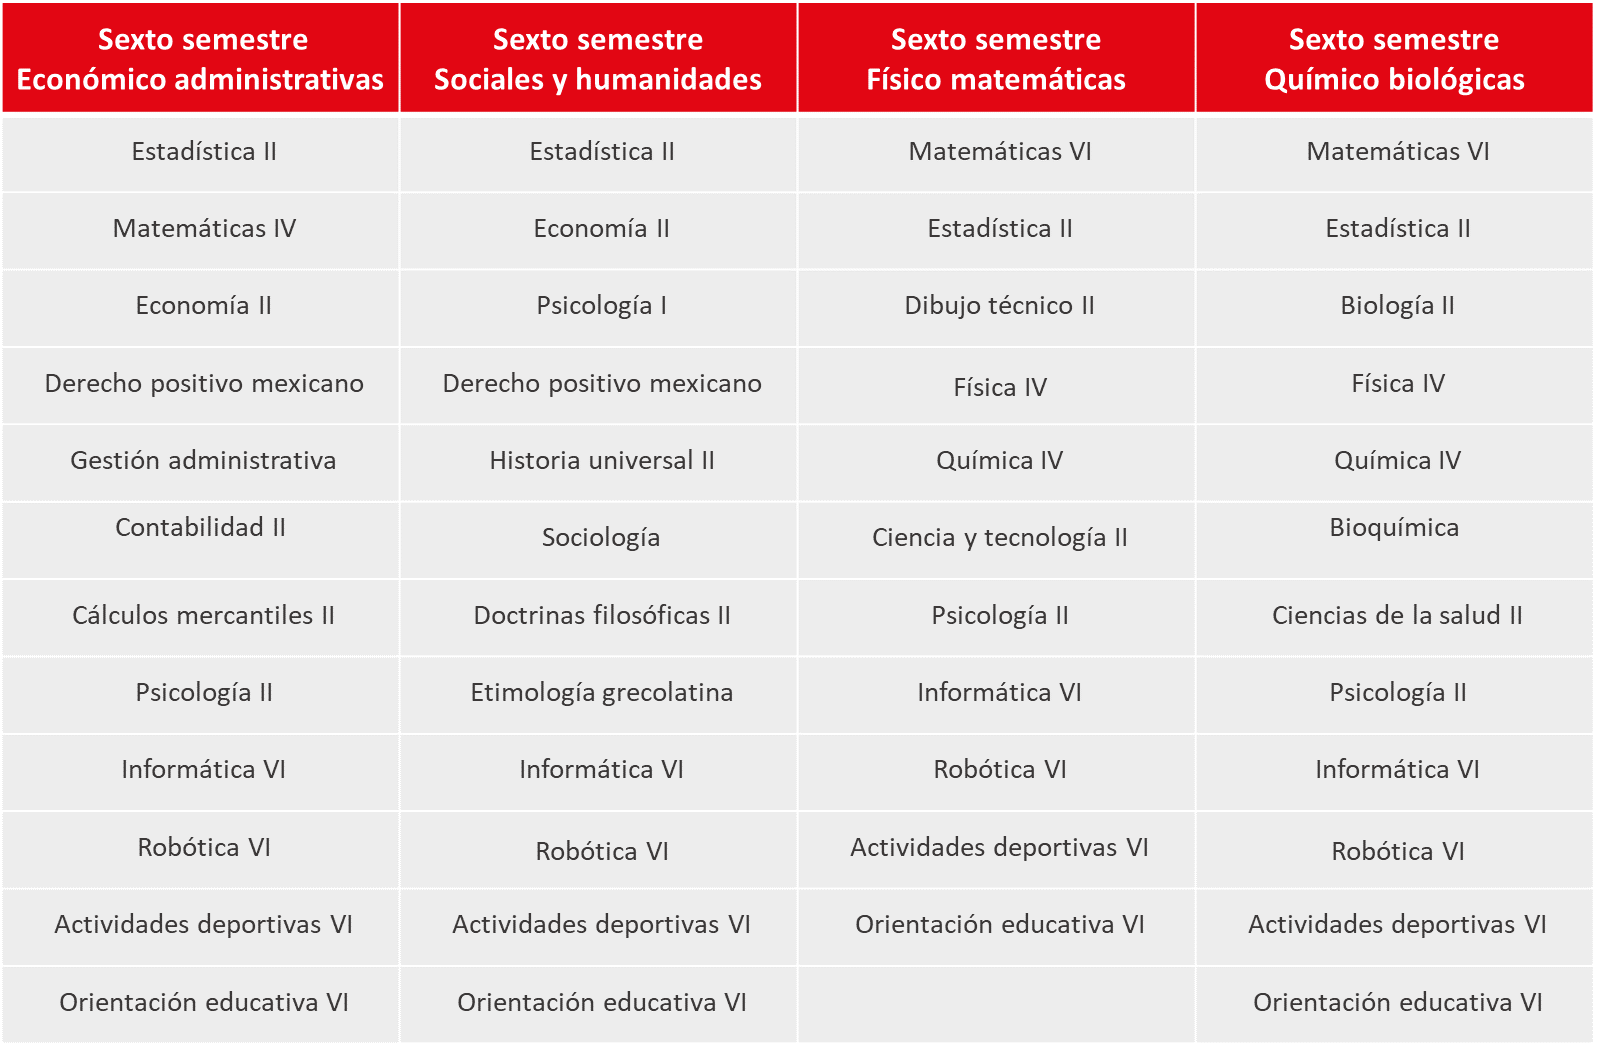 Sexto semestre
Económico administrativas
Sexto semestre
Sociales y humanidades
Sexto semestre
Físico matemáticas
Sexto semestre
Químico biológicas
Estadística II
Estadística II
Matemáticas VI
Matemáticas VI
Matemáticas IV
Economía II
Estadística II
Estadística II
Economía II
Psicología I
Dibujo técnico II
Biología II
Derecho positivo mexicano
Derecho positivo mexicano
Física IV
Física IV
Gestión administrativa
Historia universal II
Química IV
Química IV
Contabilidad II
Sociología
Ciencia y tecnología II
Bioquímica
Cálculos mercantiles II
Doctrinas filosóficas II
Psicología II
Ciencias de la salud II
Psicología II
Etimología grecolatina
Informática VI
Psicología II
Informática VI
Informática VI
Robótica VI
Informática VI
Robótica VI
Robótica VI
Actividades deportivas VI
Robótica VI
Actividades deportivas VI
Actividades deportivas VI
Orientación educativa VI
Actividades deportivas VI
Orientación educativa VI
Orientación educativa VI
Orientación educativa VI